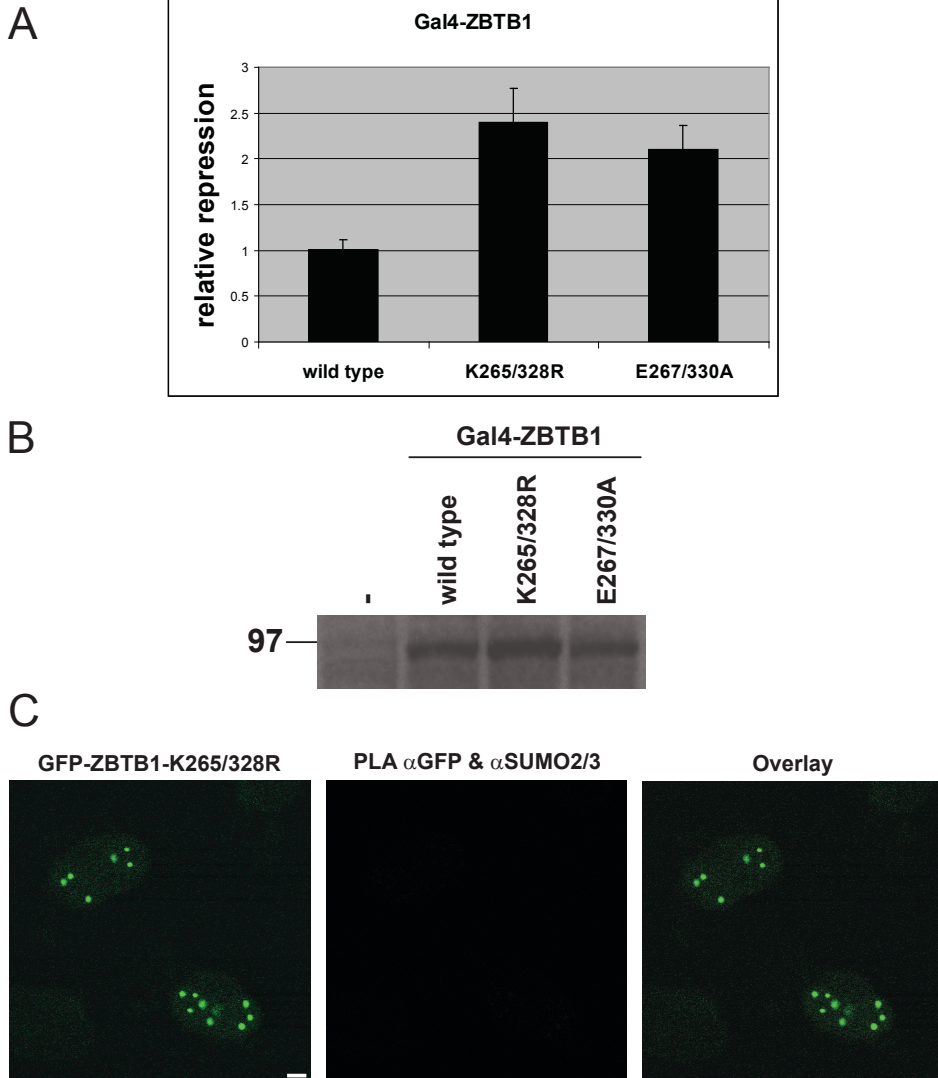 A
Gal4-ZBTB1
relative repression
3
2.5
2
1.5
1
0.5
0
wild type K265/328R E267/330A
B
Gal4-ZBTB1
- wild type K265/328R E267/330A
97
C
GFP-ZBTB1-K265/328R PLA αGFP & αSUMO2/3 Overlay